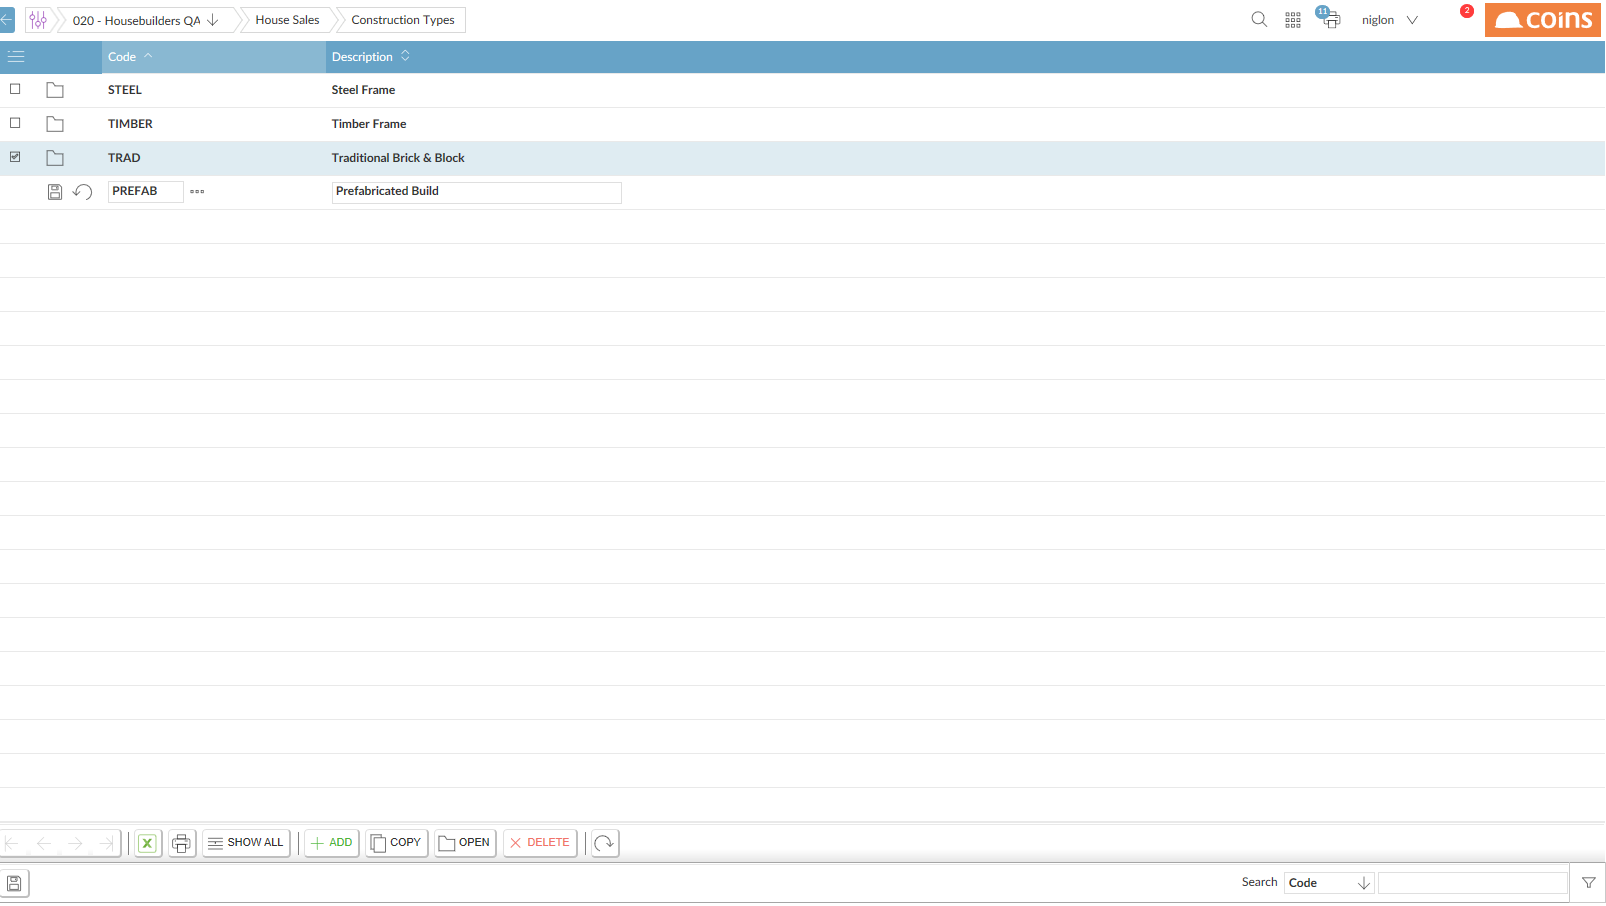 020 - Housebuilders QA
House Sales
Construction Types
11
niglon
2
coins
Code
Description
STEEL
Steel Frame
TIMBER
Timber Frame
TRAD
Traditional Brick & Block
PREFAB
Prefabricated Build
X
SHOW ALL
ADD
COPY
OPEN
DELETE
Search
Code